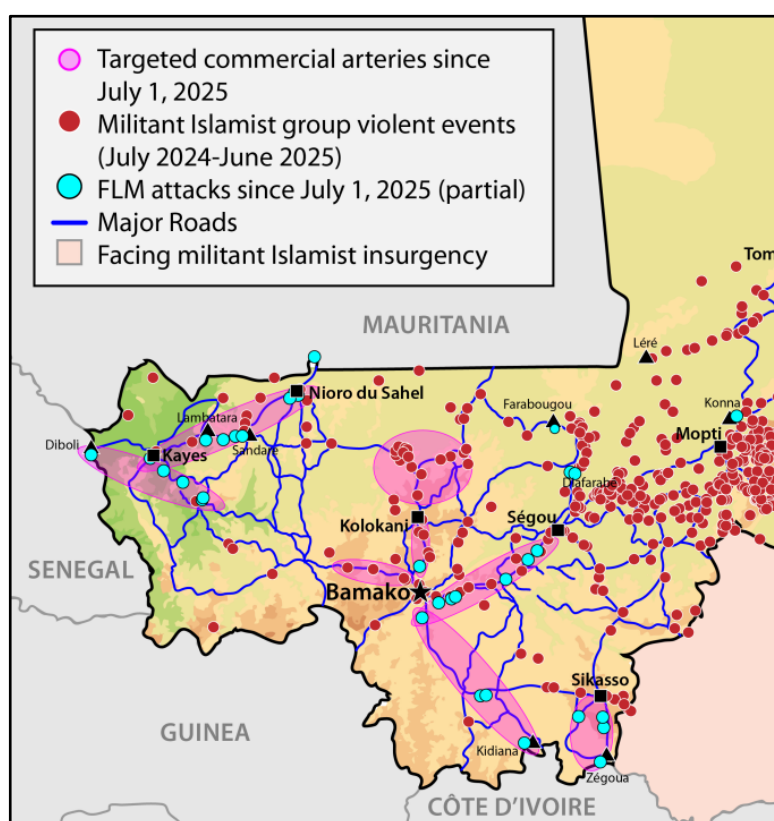 Targeted commercial arteries since
July 1, 2025
Militant Islamist group violent events
(July 2024-June 2025)
FLM attacks since July 1, 2025 (partial)
Major Roads
Facing militant Islamist insurgency
Tom
MAURITANIA
Léré
Nioro du Sahel
Farabougou
Konna
Lambatara
Diboli
Sandaré
Mopti
Kayes
Diafarabé
Kolokani
Ségou
SENEGAL
Bamako
Sikasso
GUINEA
Kidiana
Zégoua
CÔTE D'IVOIRE